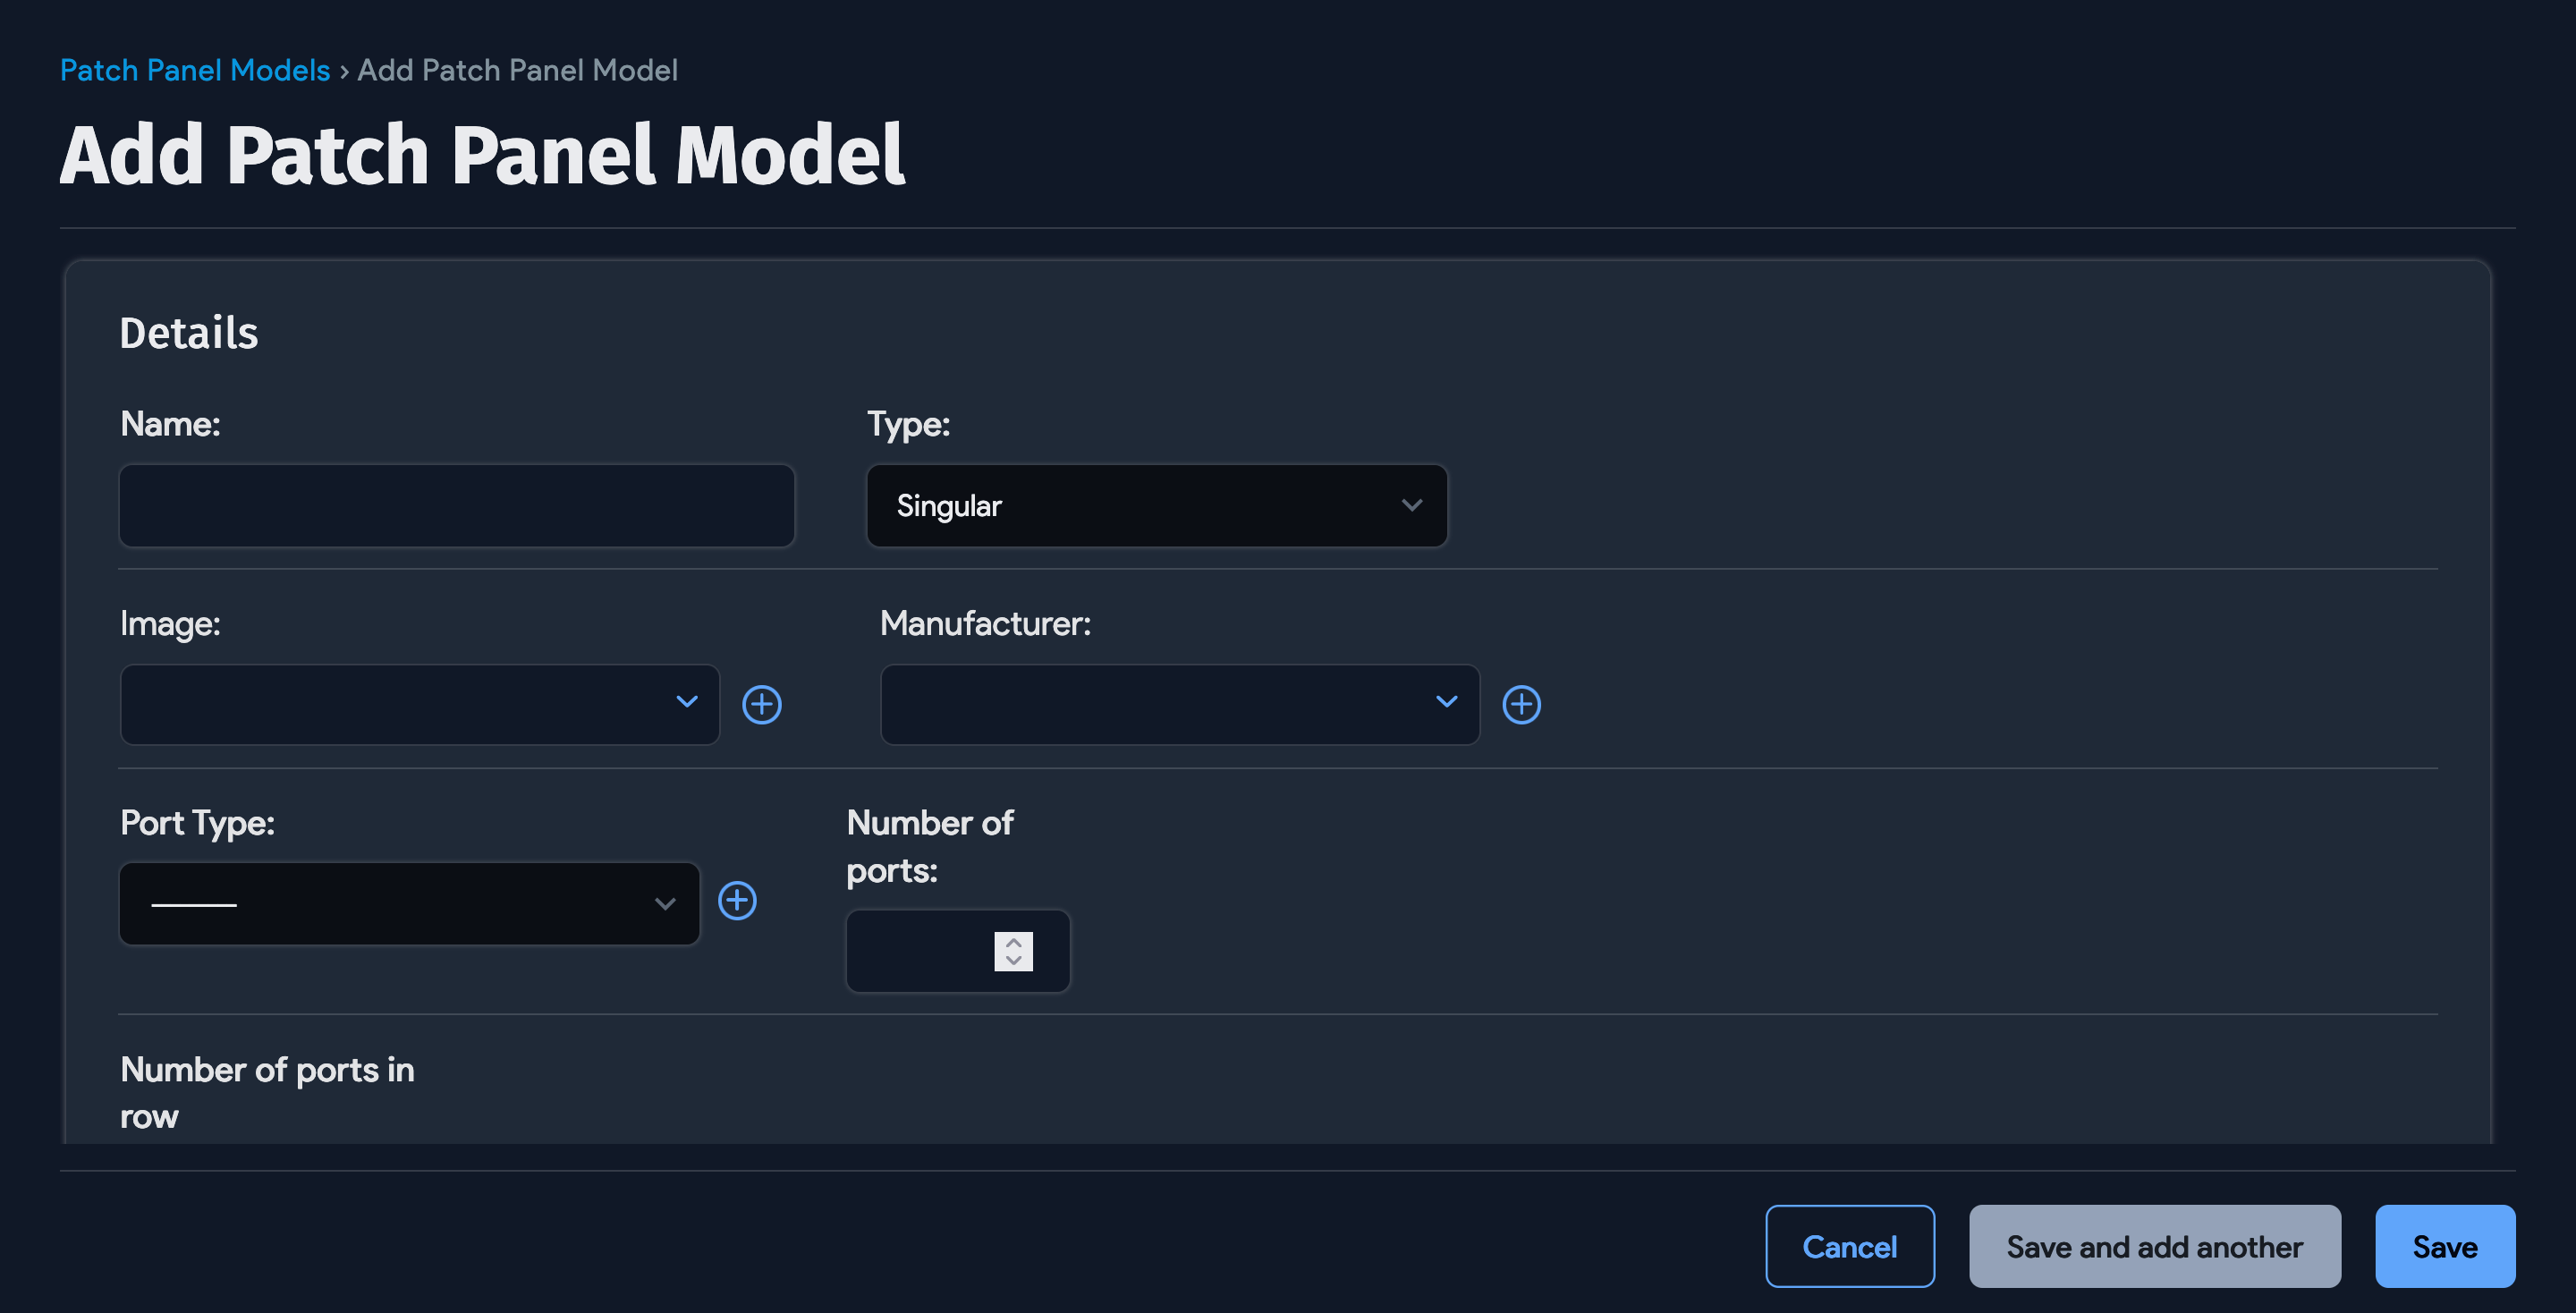 Patch Panel Models › Add Patch Panel Model
Add Patch Panel Model
Details
Name:
Type:
Singular
Image:
Manufacturer:
Port Type:
Number of
ports:
Number of ports in
row
Cancel
Save and add another
Save